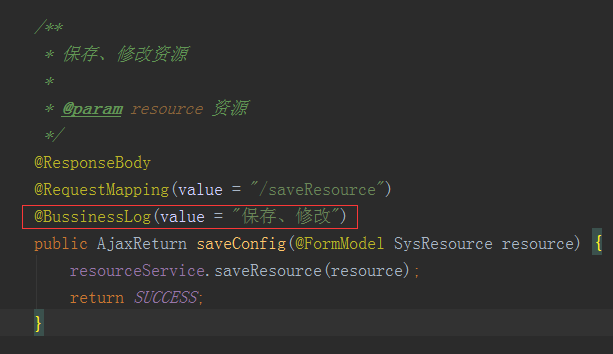 /**
 * 保存、修改资源
 *
 * @param resource 资源
 */
@ResponseBody
@RequestMapping(value = "/saveResource")
@BussinessLog(value = "保存、修改")
public AjaxReturn saveConfig(@FormModel SysResource resource) {
    resourceService.saveResource(resource);
    return SUCCESS;
}